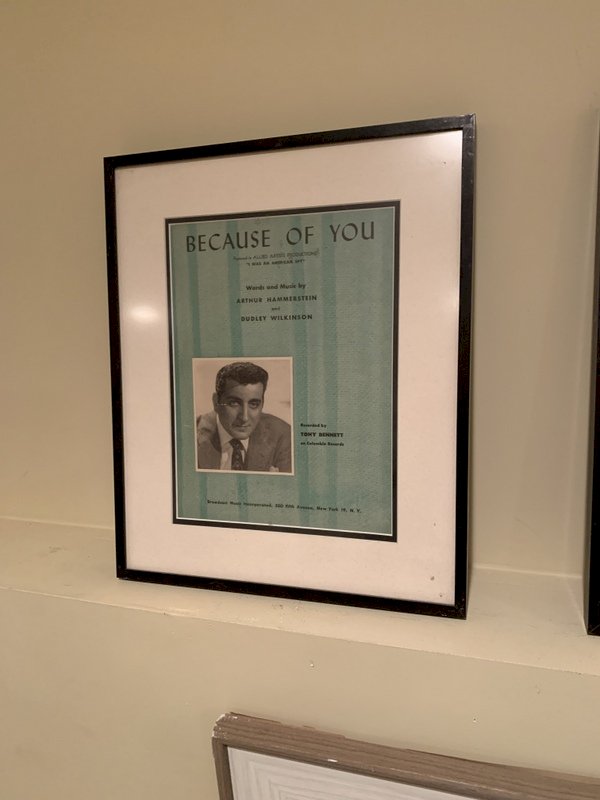 BECAUSE OF YOU
Featured in ALLIED ARTISTS PRODUCTIONS'
"I WAS AN AMERICAN SPY"
Words and Music by
ARTHUR HAMMERSTEIN
and
DUDLEY WILKINSON
Recorded by
TONY BENNETT
on Columbia Records
Broadcast Music Incorporated, 580 Fifth Avenue, New York 19, N. Y.